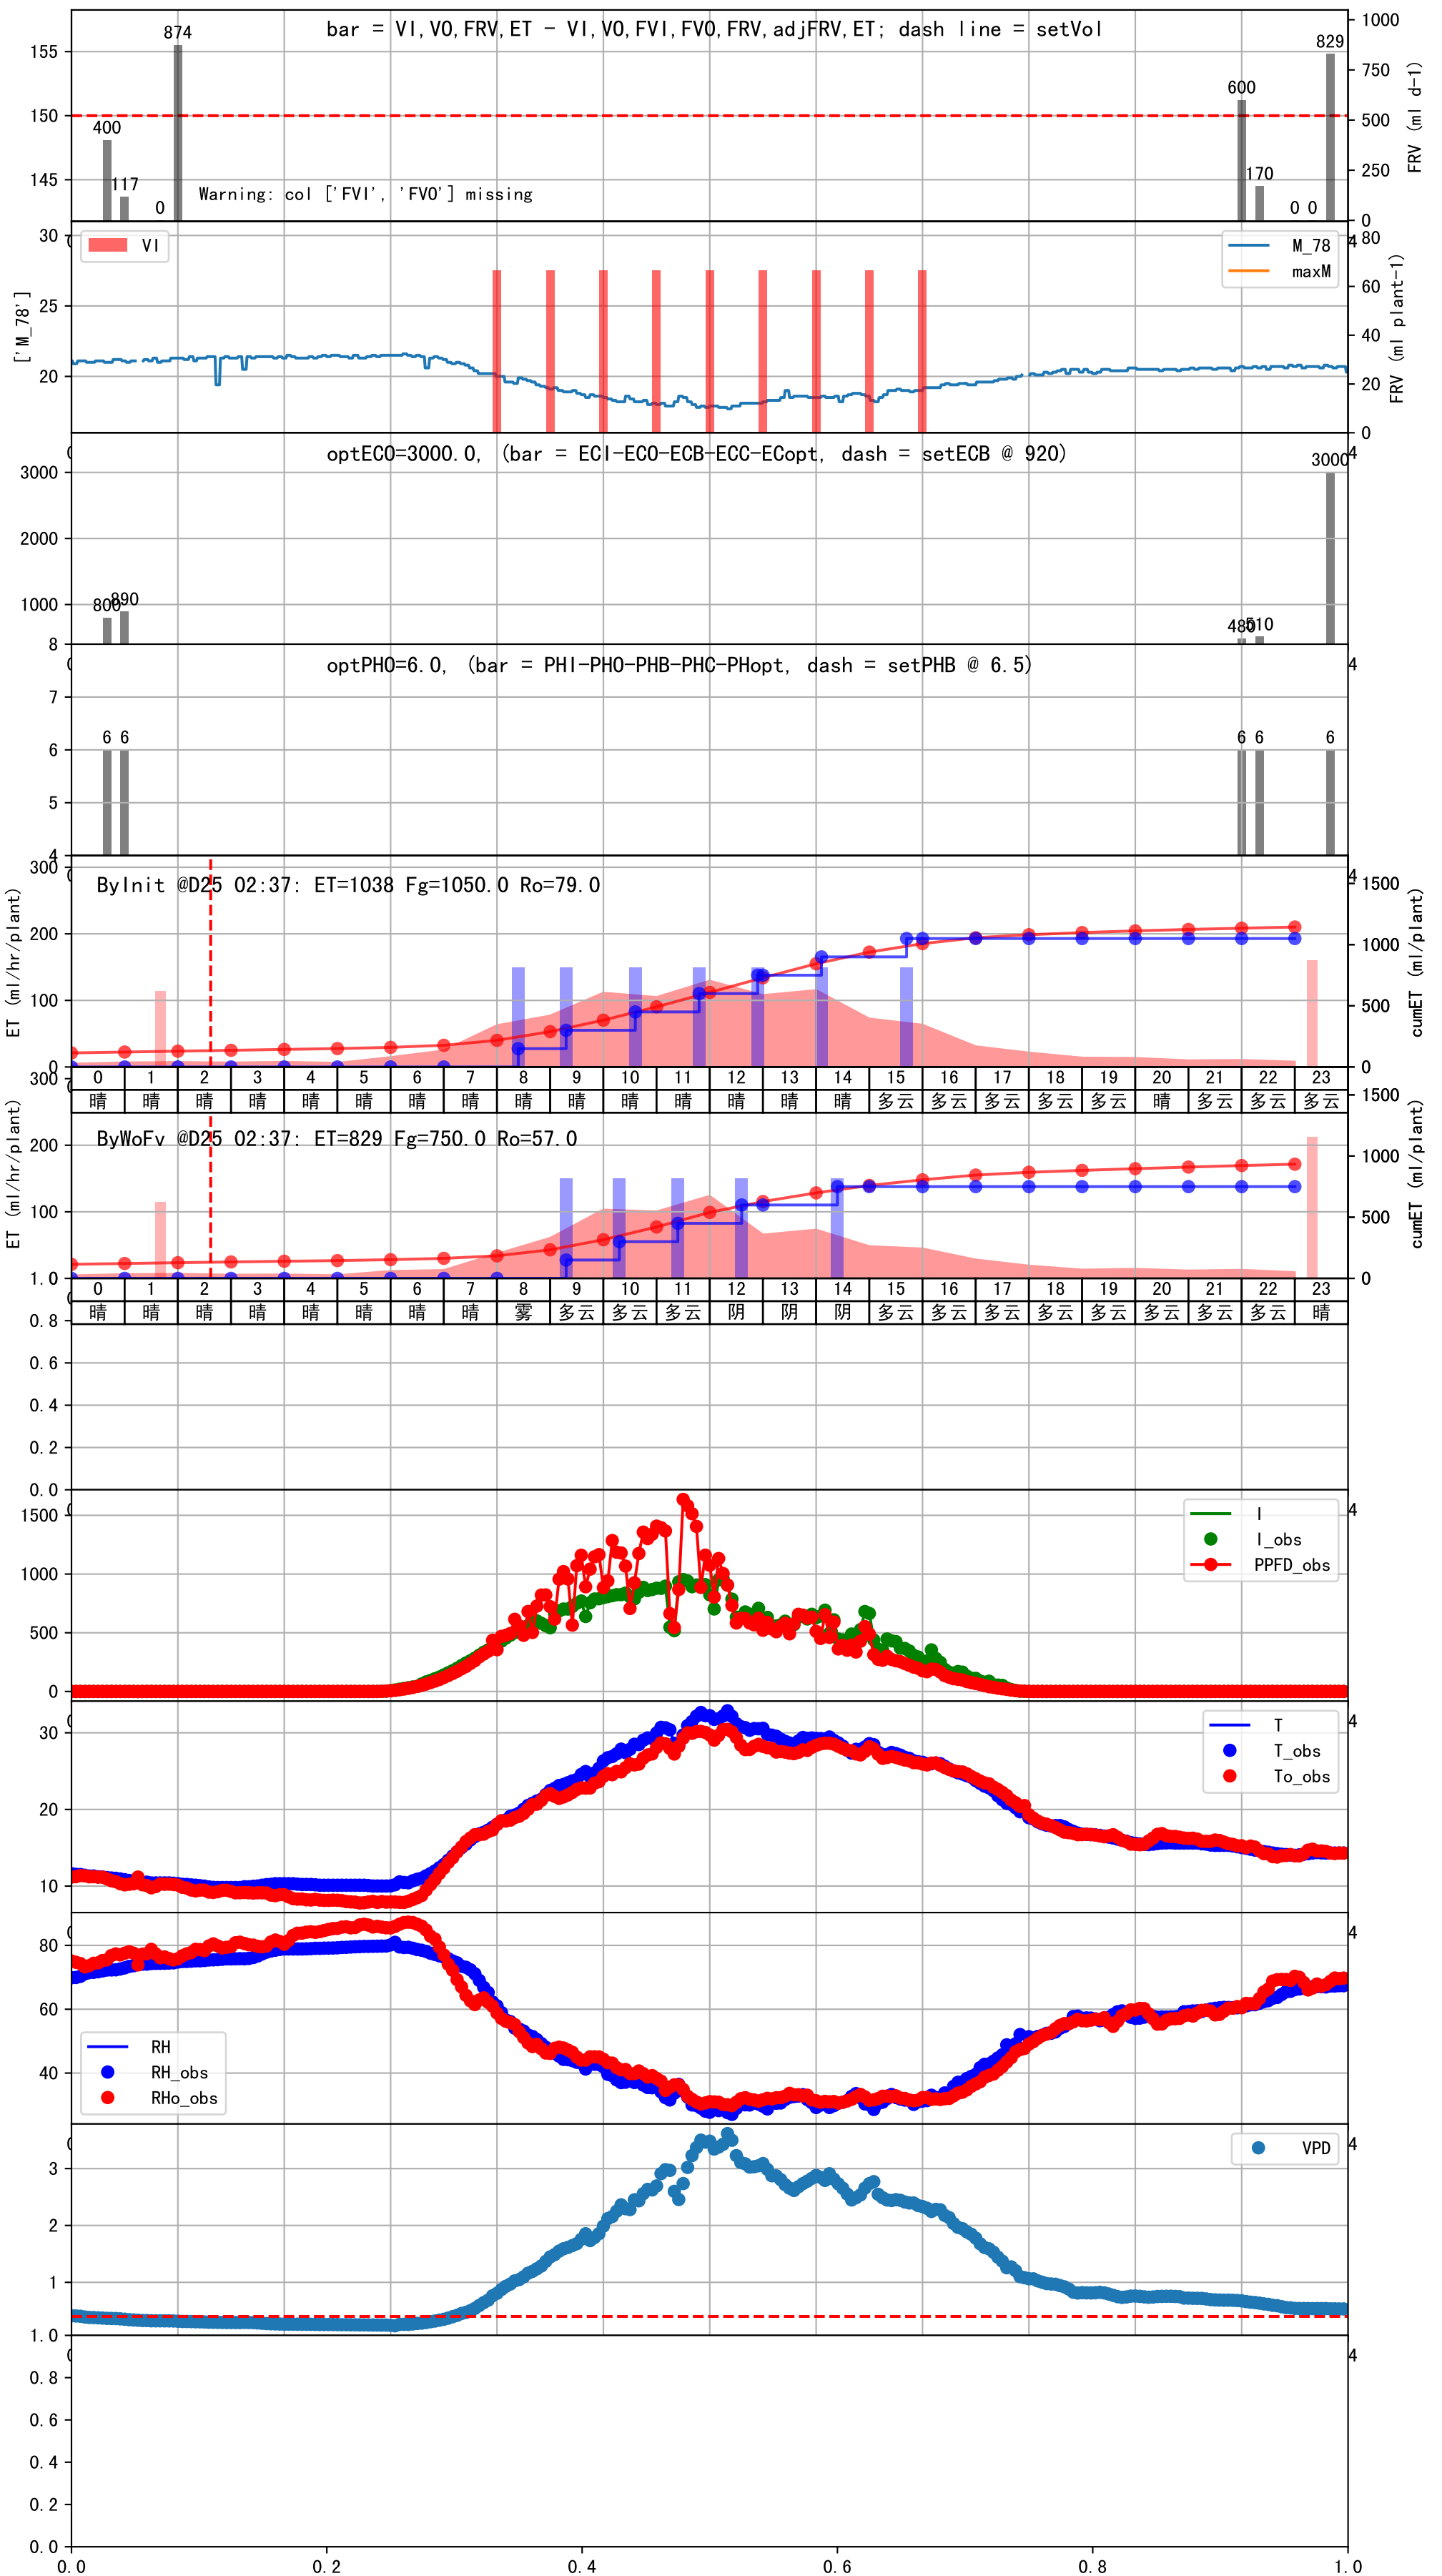 bar = VI,VO,FRV,ET - VI,VO,FVI,FVO,FRV,adjFRV,ET; dash line = setVol
155
150
145
1000
750
500
250
0
FRV (ml d-1)
400
117
0
874
600
170
0
0
829
Warning: col ['FVI', 'FVO'] missing
VI
M_78
maxM
30
25
20
['M_78']
80
60
40
20
0
FRV (ml plant-1)
optECO=3000.0, (bar = ECI-ECO-ECB-ECC-ECopt, dash = setECB @ 920)
3000
2000
1000
800
890
480
510
3000
optPHO=6.0, (bar = PHI-PHO-PHB-PHC-PHopt, dash = setPHB @ 6.5)
8
7
6
5
4
6
6
6
6
6
ByInit @D25 02:37: ET=1038 Fg=1050.0 Ro=79.0
300
200
100
0
ET (ml/hr/plant)
1500
1000
500
0
cumET (ml/plant)
0 1 2 3 4 5 6 7 8 9 10 11 12 13 14 15 16 17 18 19 20 21 22 23
晴 晴 晴 晴 晴 晴 晴 晴 晴 晴 晴 晴 晴 晴 晴 多云 多云 多云 多云 多云 晴 多云 多云 多云
ByWoFv @D25 02:37: ET=829 Fg=750.0 Ro=57.0
300
200
100
ET (ml/hr/plant)
1500
1000
500
0
cumET (ml/plant)
0 1 2 3 4 5 6 7 8 9 10 11 12 13 14 15 16 17 18 19 20 21 22 23
晴 晴 晴 晴 晴 晴 晴 晴 雾 多云 多云 多云 阴 阴 阴 多云 多云 多云 多云 多云 多云 多云 多云 晴
1.0
0.8
0.6
0.4
0.2
0.0
1500
1000
500
0
I
I_obs
PPFD_obs
30
20
10
T
T_obs
To_obs
80
60
40
RH
RH_obs
RHo_obs
3
2
1
VPD
1.0
0.8
0.6
0.4
0.2
0.0
0.0 0.2 0.4 0.6 0.8 1.0